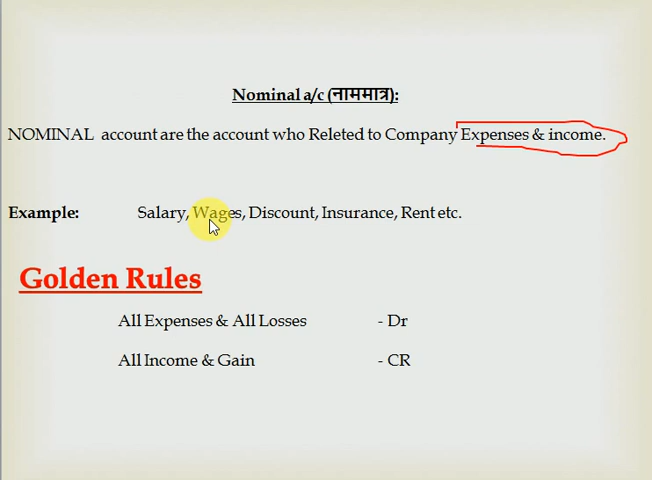 Nominal a/c (नाममात्र):
NOMINAL account are the account who Releted to Company Expenses & income.
Example: Salary, Wages, Discount, Insurance, Rent etc.
Golden Rules
All Expenses & All Losses - Dr
All Income & Gain - CR